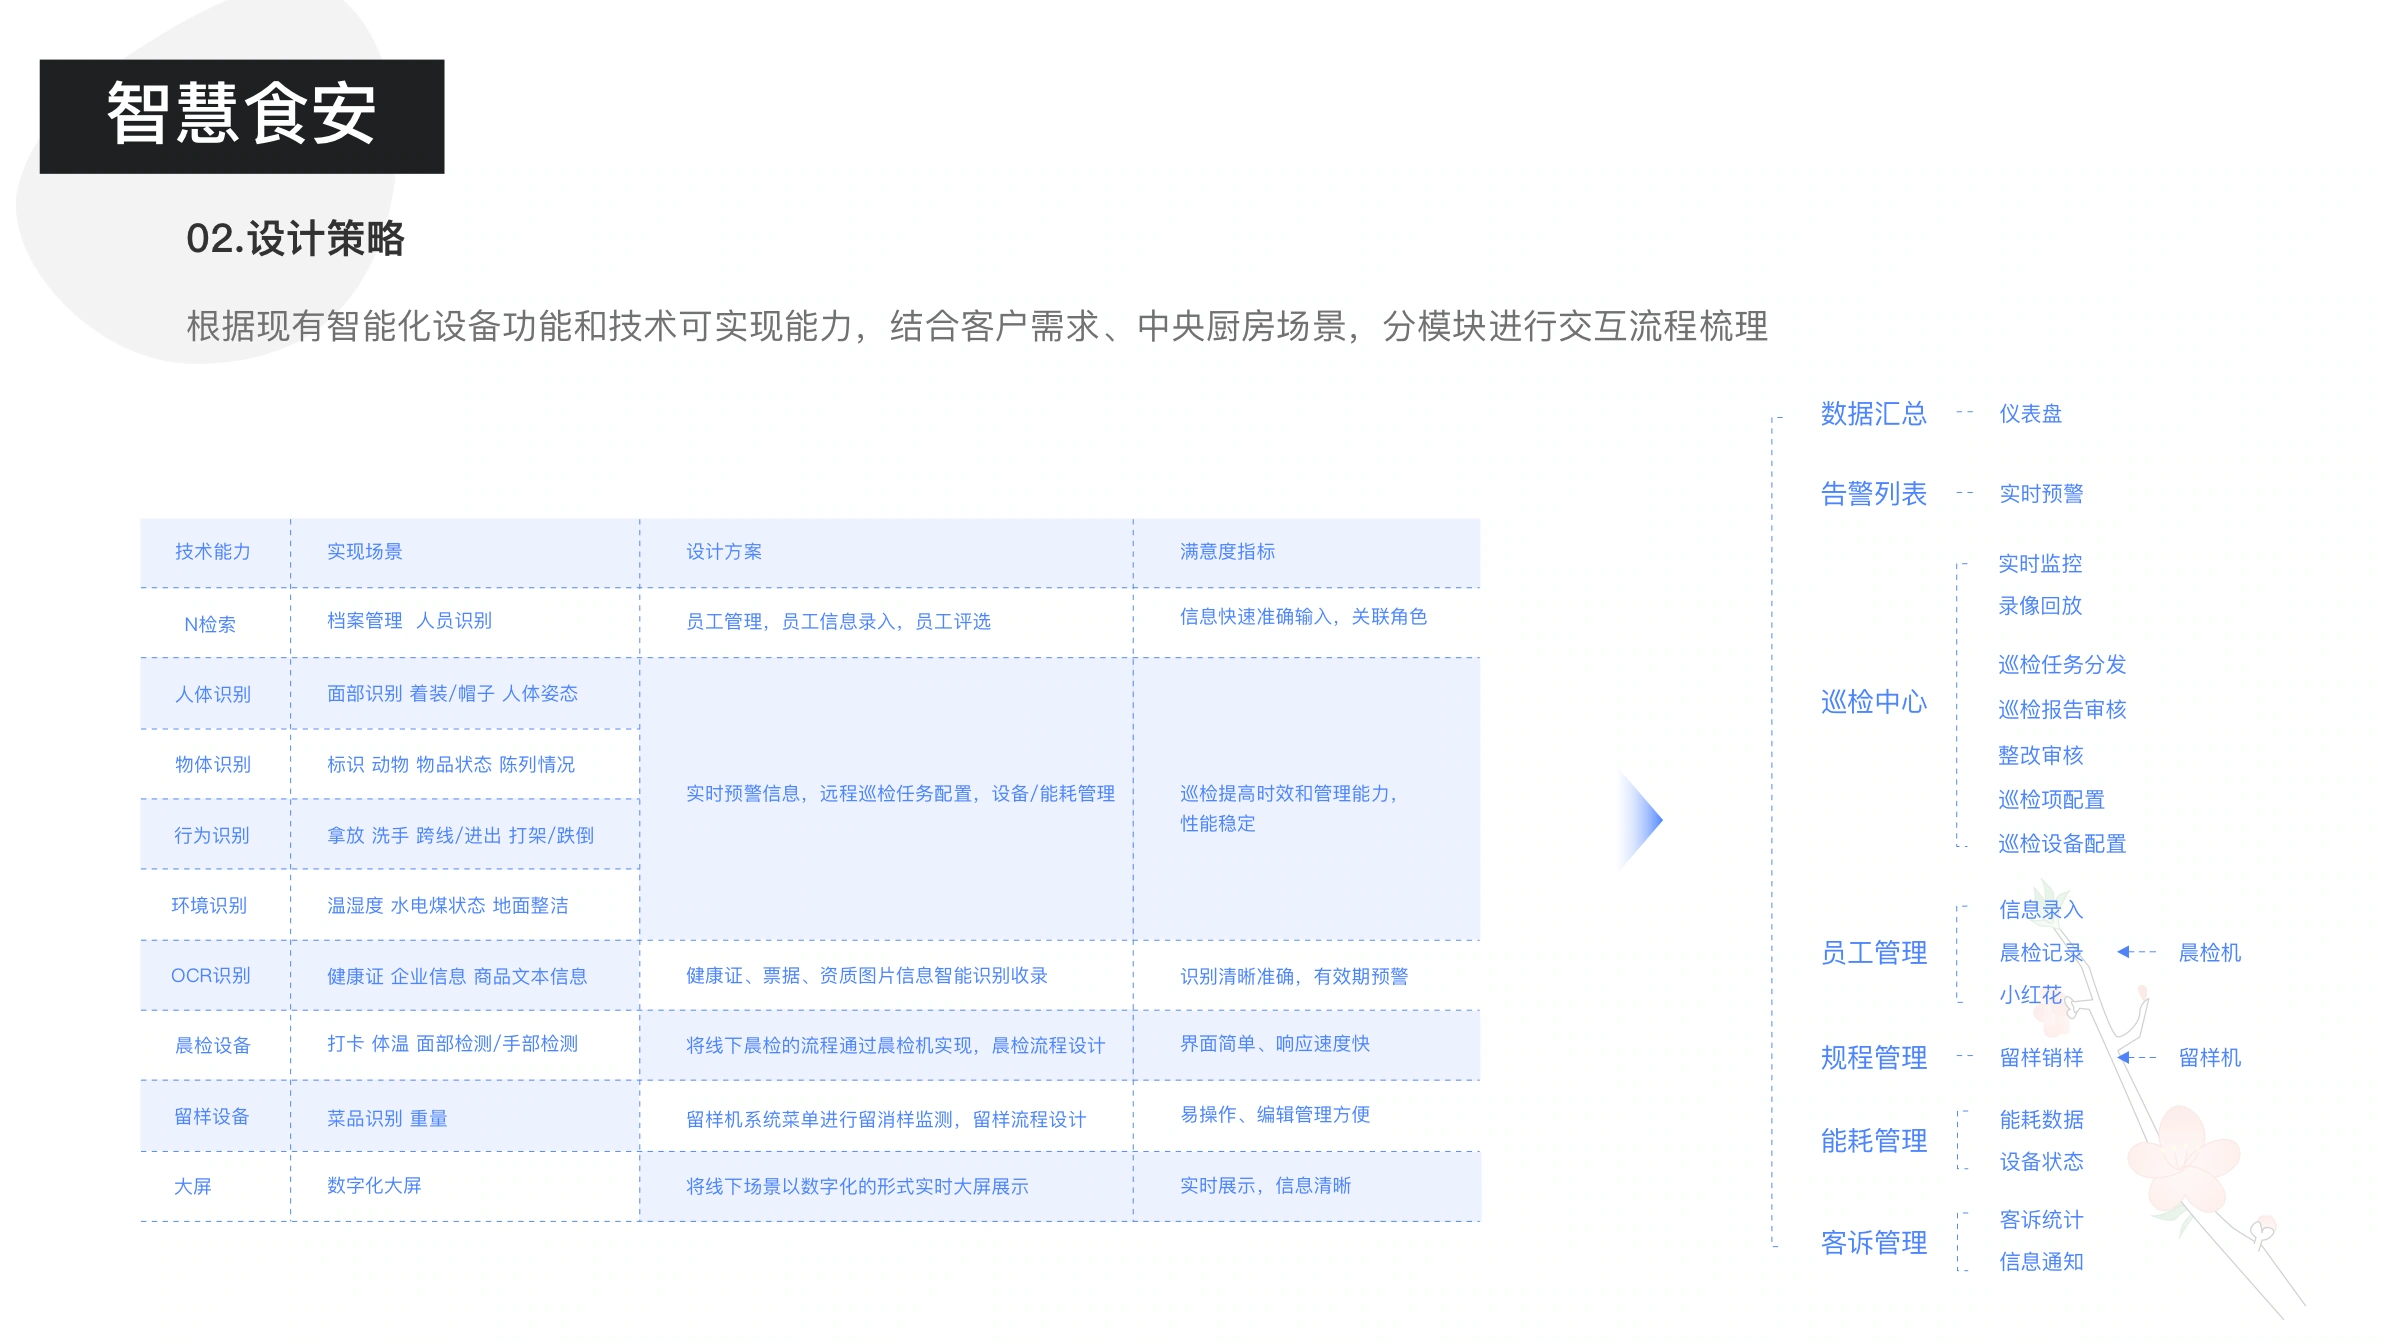 智慧食安
02.设计策略
根据现有智能化设备功能和技术可实现能力，结合客户需求、中央厨房场景，分模块进行交互流程梳理
技术能力 实现场景 设计方案 满意度指标
N检索 档案管理 人员识别 员工管理，员工信息录入，员工评选 信息快速准确输入，关联角色
人体识别 面部识别 着装/帽子 人体姿态
物体识别 标识 动物 物品状态 陈列情况
实时预警信息，远程巡检任务配置，设备/能耗管理 巡检提高时效和管理能力，
性能稳定
行为识别 拿放 洗手 跨线/进出 打架/跌倒
环境识别 温湿度 水电煤状态 地面整洁
OCR识别 健康证 企业信息 商品文本信息 健康证、票据、资质图片信息智能识别收录 识别清晰准确，有效期预警
晨检设备 打卡 体温 面部检测/手部检测 将线下晨检的流程通过晨检机实现，晨检流程设计 界面简单、响应速度快
留样设备 菜品识别 重量 留样机系统菜单进行留消样监测，留样流程设计 易操作、编辑管理方便
大屏 数字化大屏 将线下场景以数字化的形式实时大屏展示 实时展示，信息清晰
数据汇总 仪表盘
告警列表 实时预警
巡检中心
实时监控
录像回放
巡检任务分发
巡检报告审核
整改审核
巡检项配置
巡检设备配置
员工管理
信息录入
晨检记录 晨检机
小红花
规程管理 留样销样 留样机
能耗管理
能耗数据
设备状态
客诉管理
客诉统计
信息通知